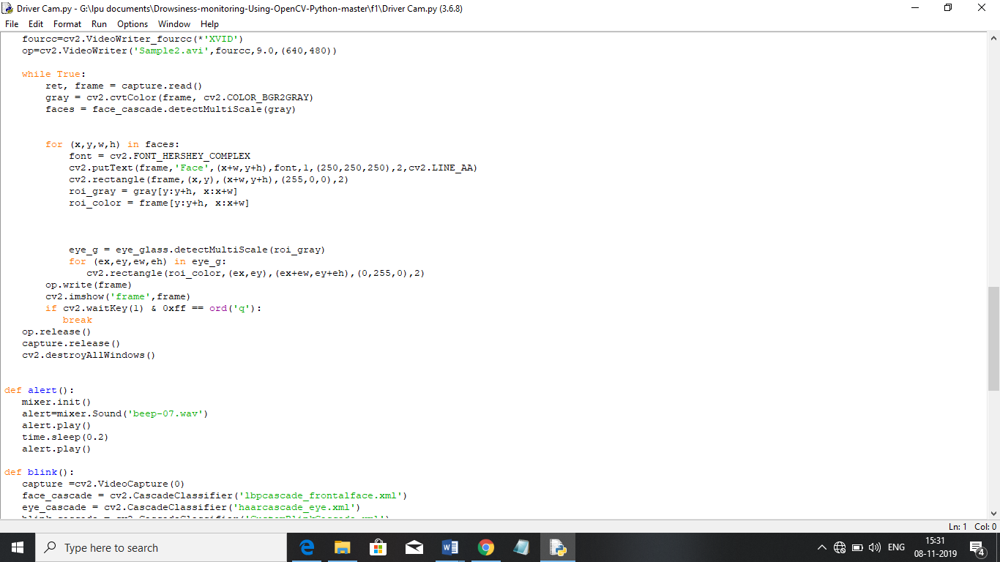 Driver Cam.py - G:\lpu documents\Drowsiness-monitoring-Using-OpenCV-Python-master\f1\Driver Cam.py (3.6.8)
File Edit Format Run Options Window Help
fourcc=cv2.VideoWriter_fourcc(*'XVID')
op=cv2.VideoWriter('Sample2.avi',fourcc,9.0,(640,480))
while True:
ret, frame = capture.read()
gray = cv2.cvtColor(frame, cv2.COLOR_BGR2GRAY)
faces = face_cascade.detectMultiScale(gray)
for (x,y,w,h) in faces:
font = cv2.FONT_HERSHEY_COMPLEX
cv2.putText(frame,'Face',(x+w,y+h),font,1,(250,250,250),2,cv2.LINE_AA)
cv2.rectangle(frame,(x,y),(x+w,y+h),(255,0,0),2)
roi_gray = gray[y:y+h, x:x+w]
roi_color = frame[y:y+h, x:x+w]
eye_g = eye_glass.detectMultiScale(roi_gray)
for (ex,ey,ew,eh) in eye_g:
cv2.rectangle(roi_color,(ex,ey),(ex+ew,ey+eh),(0,255,0),2)
op.write(frame)
cv2.imshow('frame',frame)
if cv2.waitKey(1) & 0xff == ord('q'):
break
op.release()
capture.release()
cv2.destroyAllWindows()
def alert():
mixer.init()
alert=mixer.Sound('beep-07.wav')
alert.play()
time.sleep(0.2)
alert.play()
def blink():
capture =cv2.VideoCapture(0)
face_cascade = cv2.CascadeClassifier('lbpcascade_frontalface.xml')
eye_cascade = cv2.CascadeClassifier('haarcascade_eye.xml')
blink_cascade = cv2.CascadeClassifier('CustomBlinkCascade.xml')
Ln: 1 Col: 0
Type here to search
ENG
15:31
08-11-2019
4